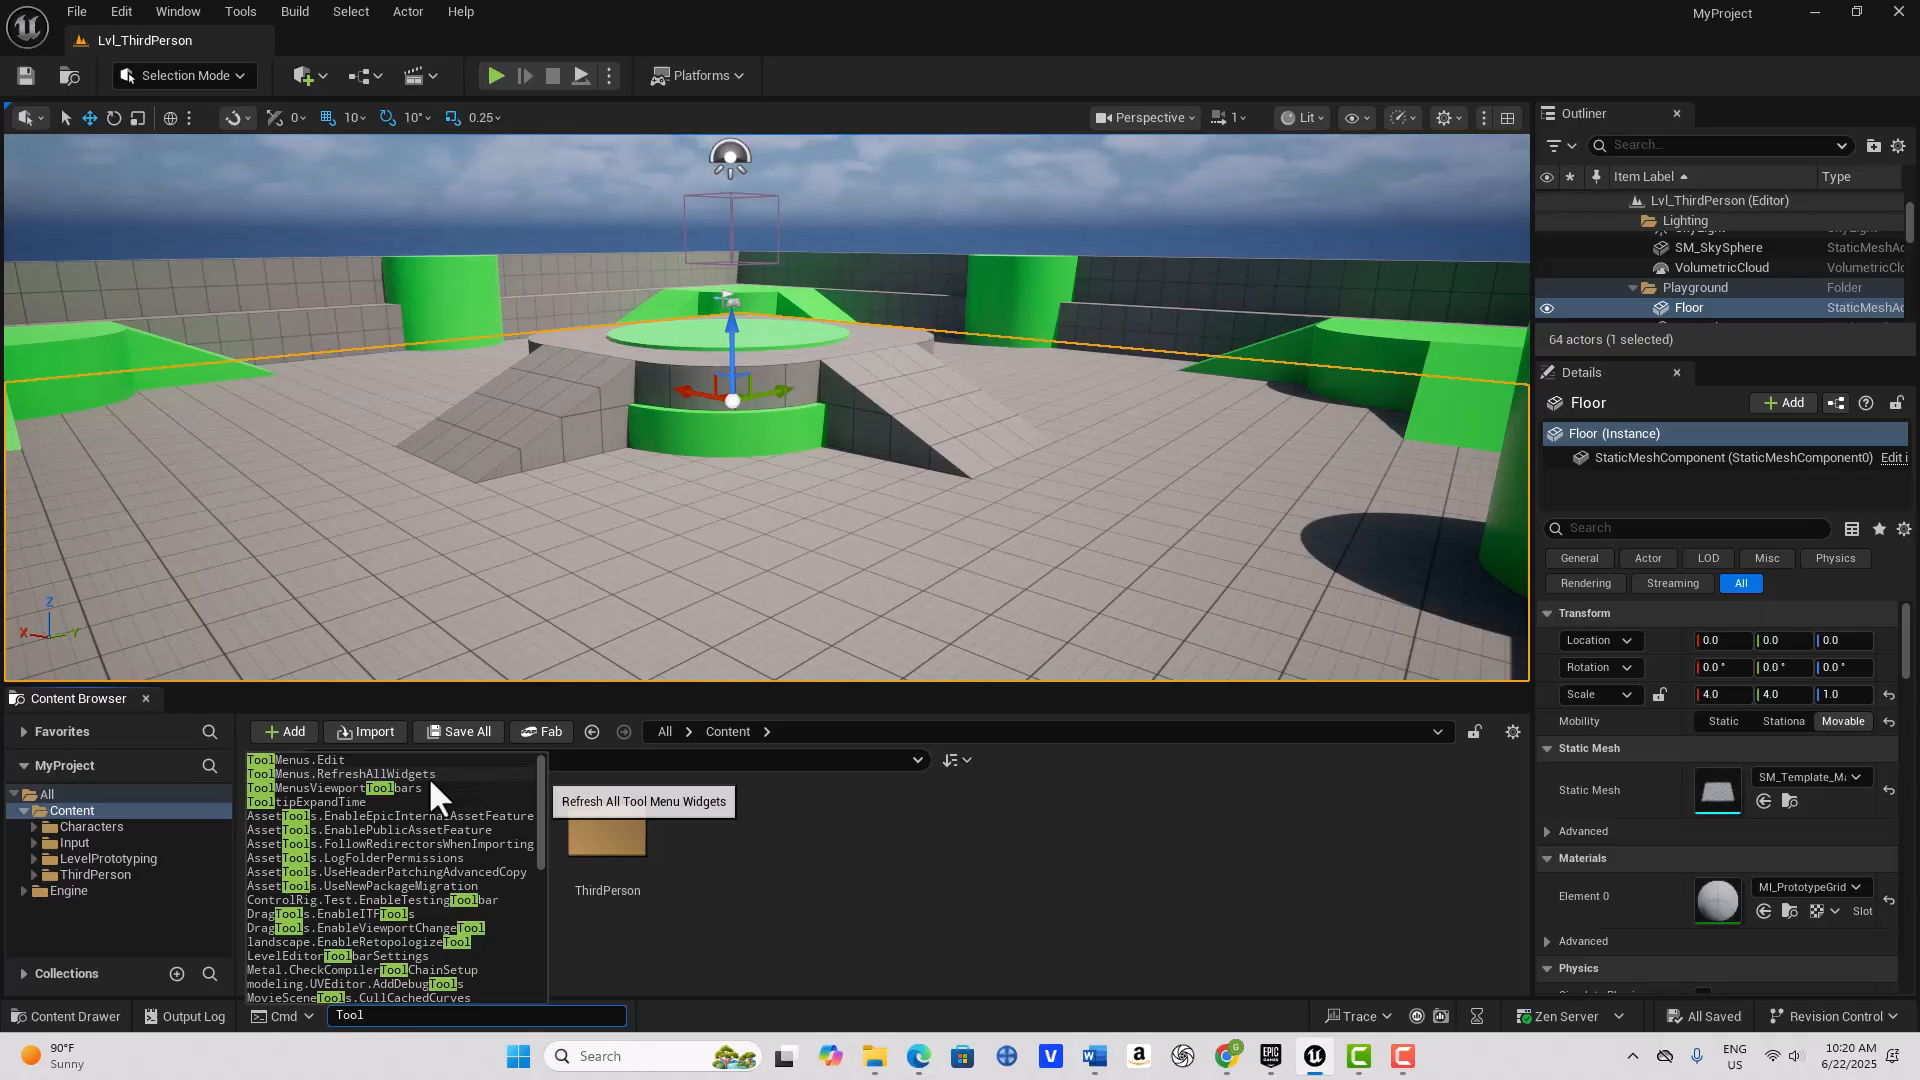 File Edit Window Tools Build Select Actor Help
MyProject
Lvl_ThirdPerson
Selection Mode
Platforms
0 10 10° 0.25
Perspective 1 Lit
Outliner
Search...
Item Label Type
Lvl_ThirdPerson (Editor)
Lighting
SM_SkySphere StaticMeshAc
VolumetricCloud Volumetric
Playground Folder
Floor StaticMeshAc
64 actors (1 selected)
Details
Floor Add
Floor (Instance)
StaticMeshComponent (StaticMeshComponent0) Edit i
Search
General Actor LOD Misc Physics
Rendering Streaming All
Transform
Location 0.0 0.0 0.0
Rotation 0.0 ° 0.0 ° 0.0 °
Scale 4.0 4.0 1.0
Mobility Static Stationa Movable
Static Mesh
Static Mesh SM_Template_Ma
Advanced
Materials
Element 0 MI_PrototypeGrid
Slot
Advanced
Physics
Z
X Y
Content Browser
Favorites
Add Import Save All Fab All Content
MyProject
All
Content
Characters
Input
LevelPrototyping
ThirdPerson
Engine
Collections
ToolMenus.Edit
ToolMenus.RefreshAllWidgets
ToolMenusViewportToolbars
TooltipExpandTime
AssetTools.EnableEpicInternalAssetFeature
AssetTools.EnablePublicAssetFeature
AssetTools.FollowRedirectorsWhenImporting
AssetTools.LogFolderPermissions
AssetTools.UseHeaderPatchingAdvancedCopy
AssetTools.UseNewPackageMigration
ControlRig.Test.EnableTestingToolbar
DragTools.EnableITFTools
DragTools.EnableViewportChangeTool
landscape.EnableRetopologizeTool
LevelEditorToolbarSettings
Metal.CheckCompilerToolChainSetup
modeling.UVEditor.AddDebugTools
MovieSceneTools.CullCachedCurves
Refresh All Tool Menu Widgets
ThirdPerson
Content Drawer Output Log Cmd Tool
Trace Zen Server All Saved Revision Control
90°F
Sunny
Search
ENG
US
10:20 AM
6/22/2025